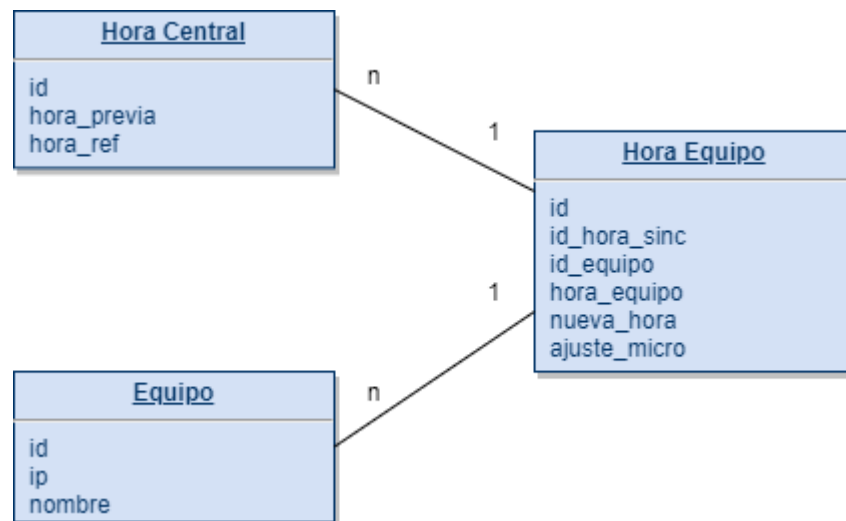 Hora Central
id
hora_previa
hora_ref
n
1
Hora Equipo
id
id_hora_sinc
id_equipo
hora_equipo
nueva_hora
ajuste_micro
1
n
Equipo
id
ip
nombre